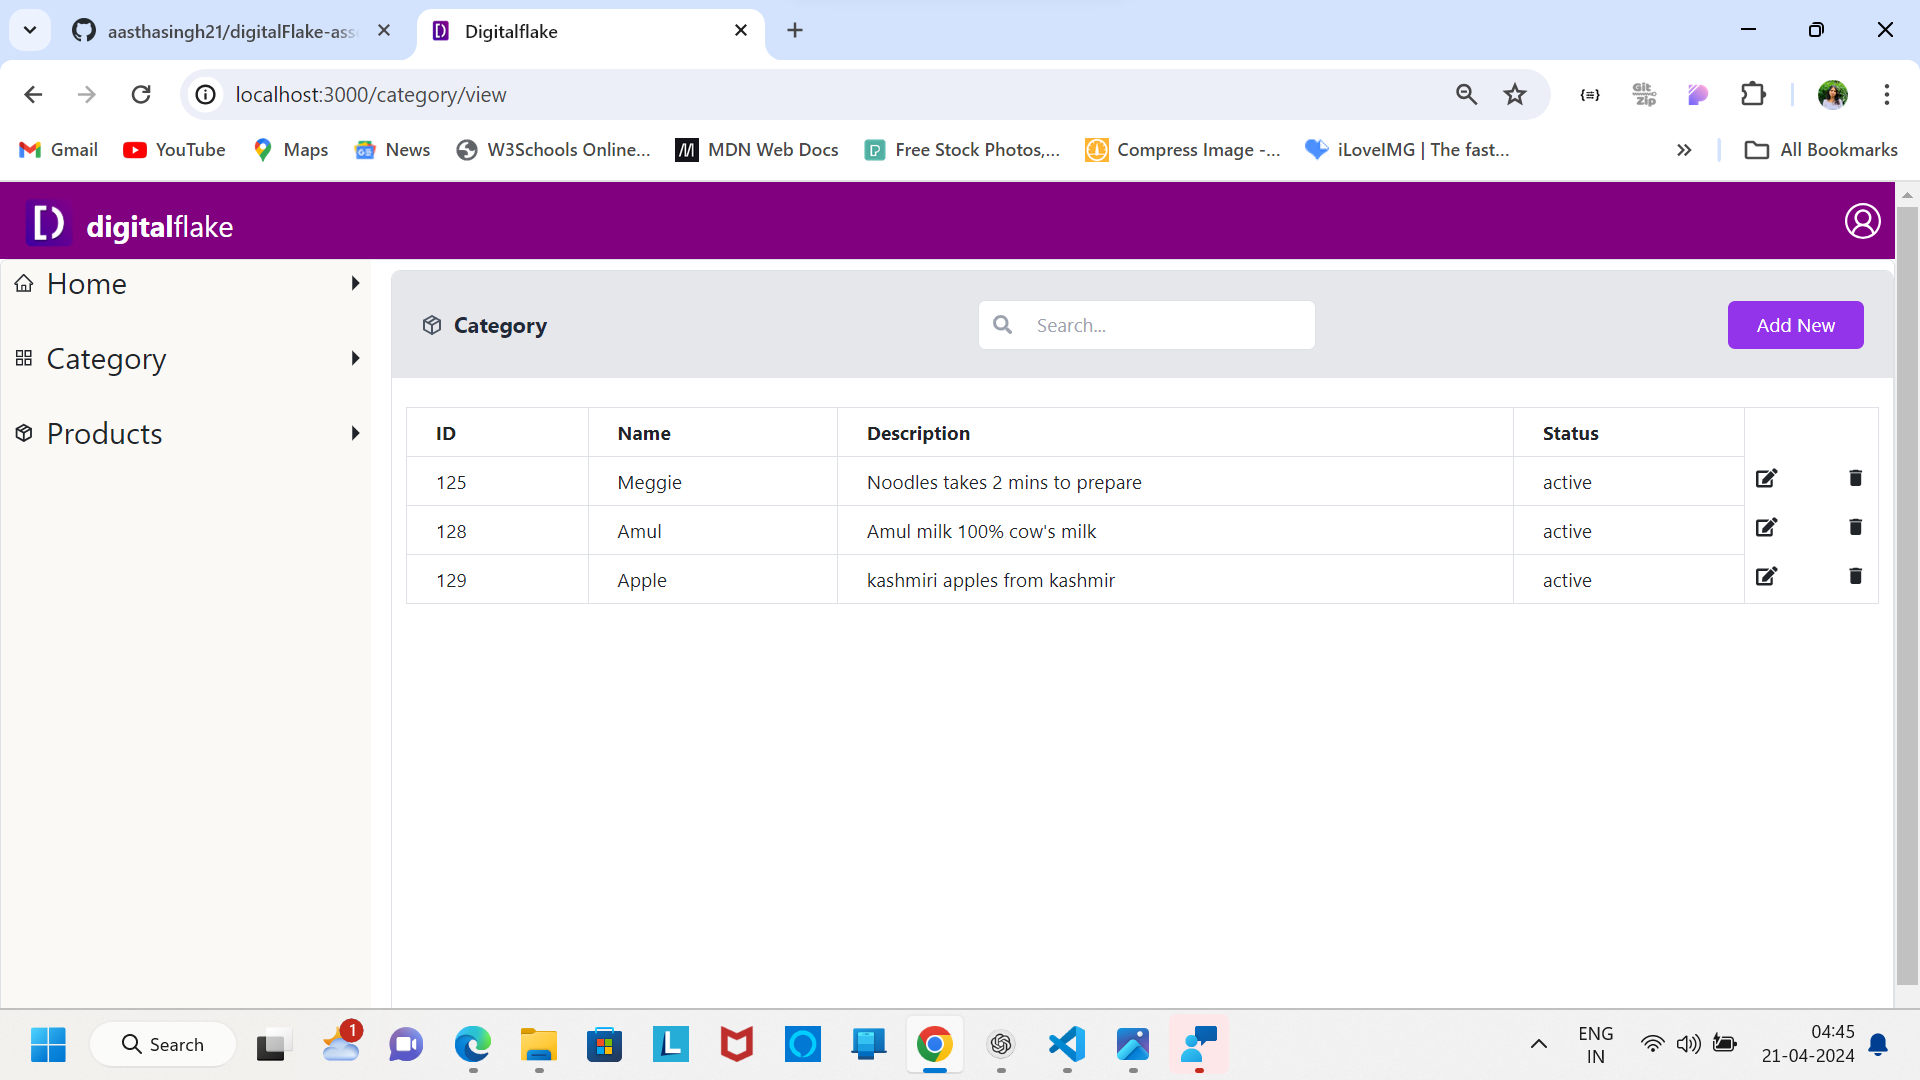 aasthasingh21/digitalFlake-ass
Digitalflake
localhost:3000/category/view
{≡}
Git Zip
Gmail
YouTube
Maps
News
W3Schools Online...
MDN Web Docs
Free Stock Photos,...
Compress Image -...
iLoveIMG | The fast...
All Bookmarks
digitalflake
Home
Category
Products
Category
Search...
Add New
ID Name Description Status
125 Meggie Noodles takes 2 mins to prepare active
128 Amul Amul milk 100% cow's milk active
129 Apple kashmiri apples from kashmir active
Search
1
L
ENG
IN
04:45
21-04-2024